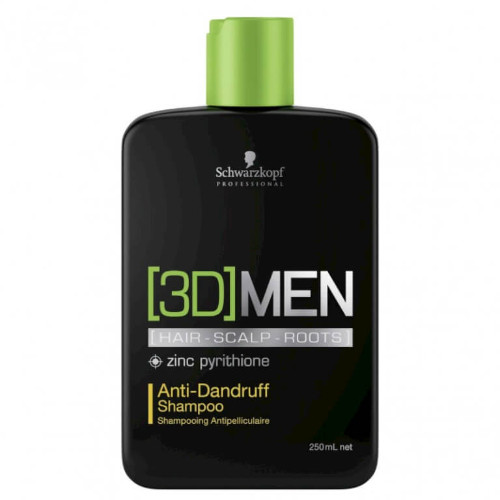 Schwarzkopf
PROFESSIONAL
[3D]MEN
[HAIR - SCALP - ROOTS]
zinc pyrithione
Anti-Dandruff
Shampoo
Shampooing Antipelliculaire
250mL net